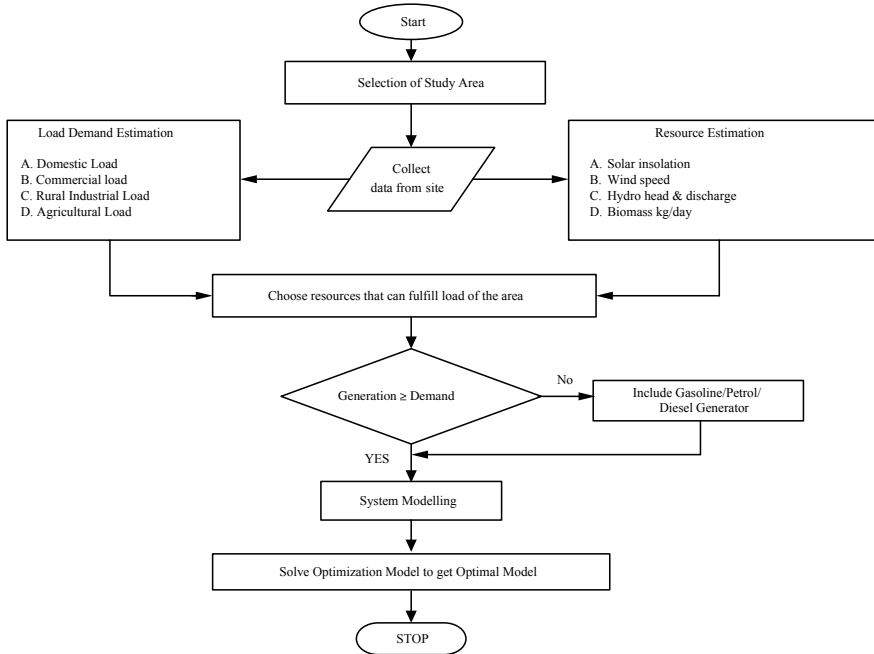 Start
Selection of Study Area
Load Demand Estimation
A. Domestic Load
B. Commercial load
C. Rural Industrial Load
D. Agricultural Load
Collect
data from site
Resource Estimation
A. Solar insolation
B. Wind speed
C. Hydro head & discharge
D. Biomass kg/day
Choose resources that can fulfill load of the area
Generation ≥ Demand
No
Include Gasoline/Petrol/
Diesel Generator
YES
System Modelling
Solve Optimization Model to get Optimal Model
STOP